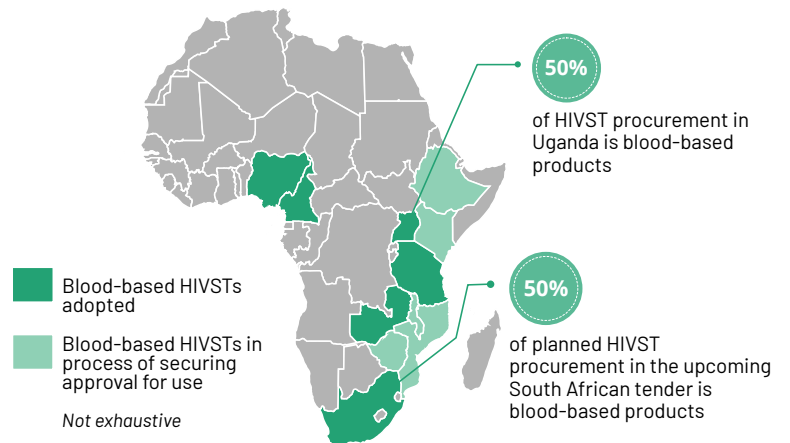 50%
of HIVST procurement in
Uganda is blood-based
products
Blood-based HIVSTs
adopted
Blood-based HIVSTs in
process of securing
approval for use
Not exhaustive
50%
of planned HIVST
procurement in the upcoming
South African tender is
blood-based products